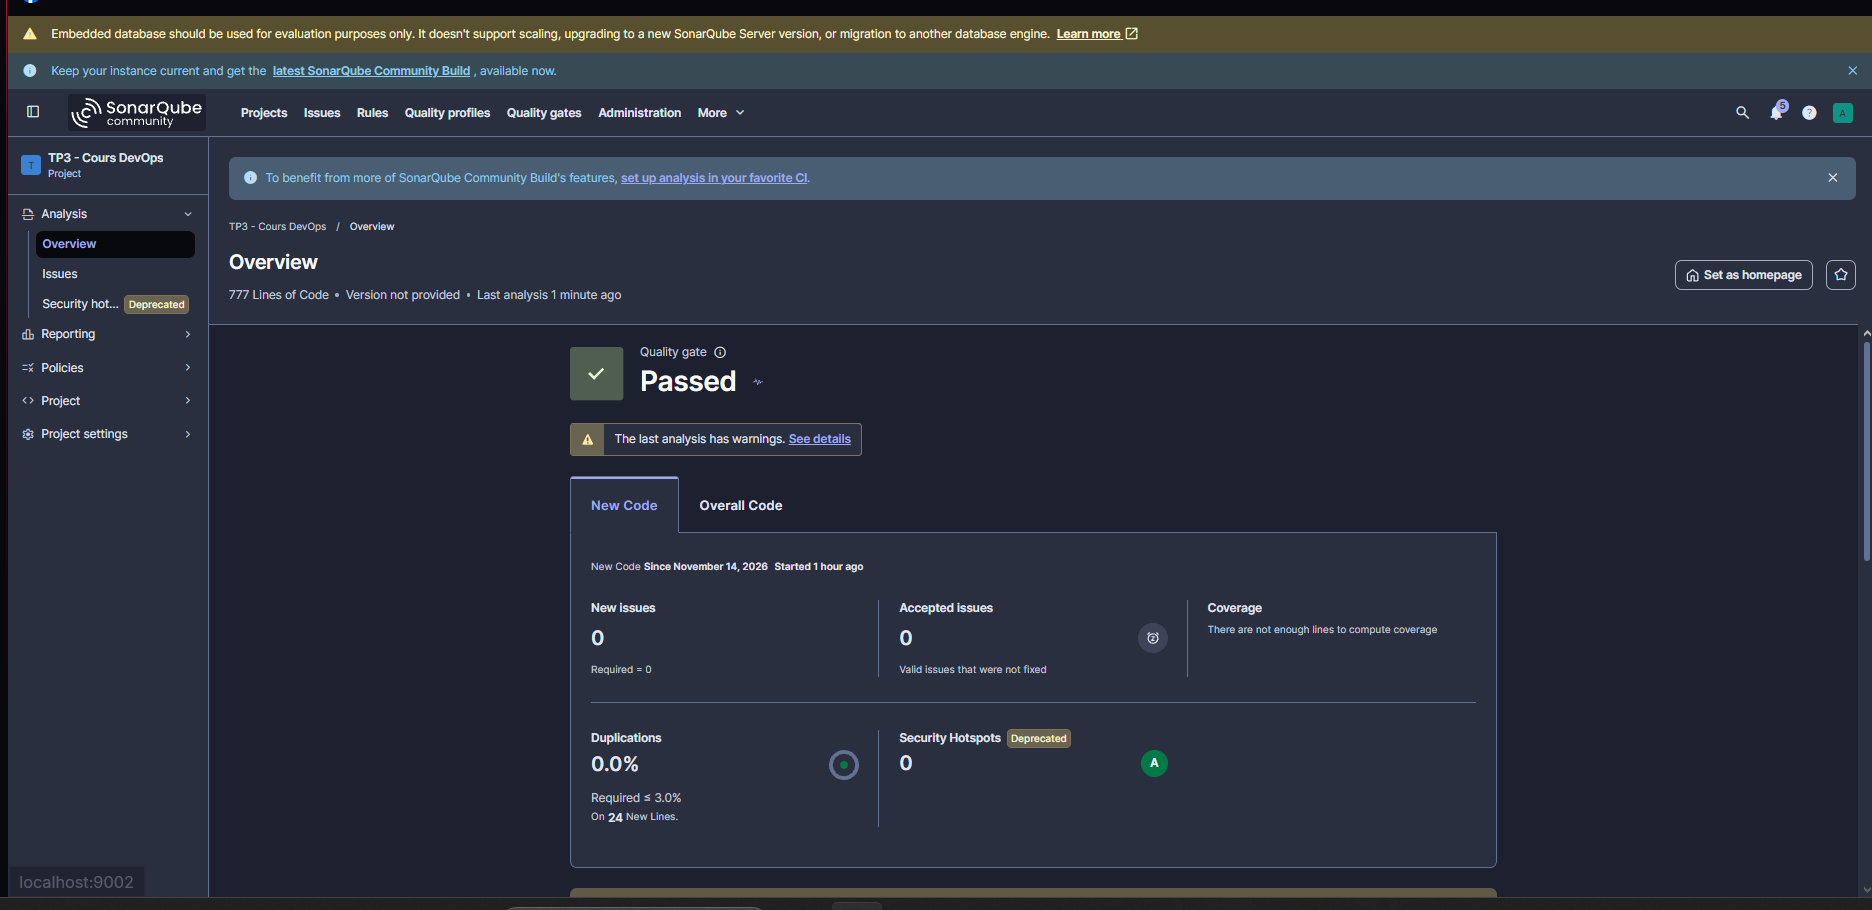 Embedded database should be used for evaluation purposes only. It doesn't support scaling, upgrading to a new SonarQube Server version, or migration to another database engine. Learn more
Keep your instance current and get the latest SonarQube Community Build , available now.
SonarQube community
Projects Issues Rules Quality profiles Quality gates Administration More
5
?
A
T
TP3 - Cours DevOps
Project
Analysis
Overview
Issues
Security hot... Deprecated
Reporting
Policies
Project
Project settings
To benefit from more of SonarQube Community Build's features, set up analysis in your favorite CI.
TP3 - Cours DevOps / Overview
Overview
777 Lines of Code • Version not provided • Last analysis 1 minute ago
Set as homepage
Quality gate
Passed
The last analysis has warnings. See details
New Code
Overall Code
New Code Since November 14, 2026 Started 1 hour ago
New issues
0
Required = 0
Accepted issues
0
Valid issues that were not fixed
Coverage
There are not enough lines to compute coverage
Duplications
0.0%
Required ≤ 3.0%
On 24 New Lines.
Security Hotspots Deprecated
0
A
localhost:9002